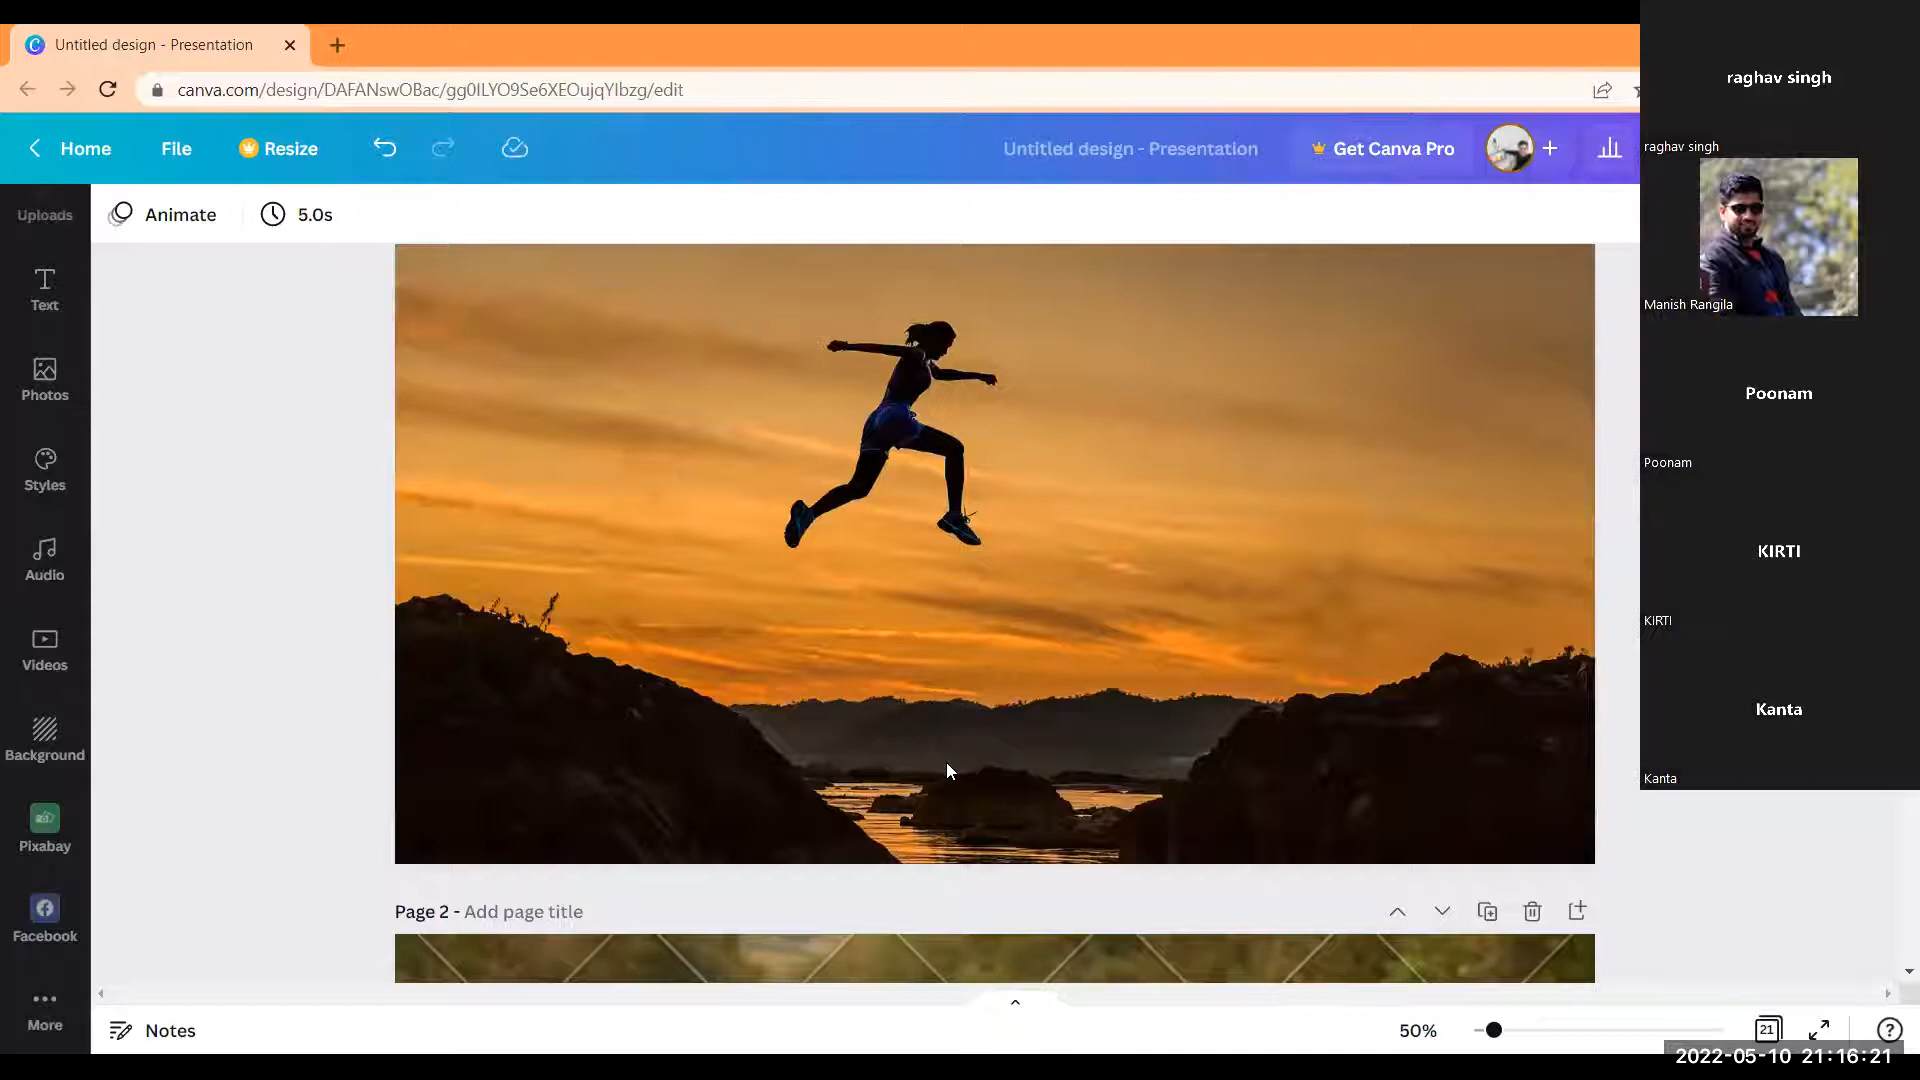 Untitled design - Presentation
canva.com/design/DAFANswOBac/gg0ILYO9Se6XEOujqYlbzg/edit
Home
File
Resize
Untitled design - Presentation
Get Canva Pro
Animate
5.0s
Uploads
Text
Photos
Styles
Audio
Videos
Background
Pixabay
Facebook
More
Page 2 - Add page title
Notes
50%
21
?
raghav singh
raghav singh
Manish Rangila
Poonam
Poonam
KIRTI
KIRTI
Kanta
Kanta
2022-05-10 21:16:21